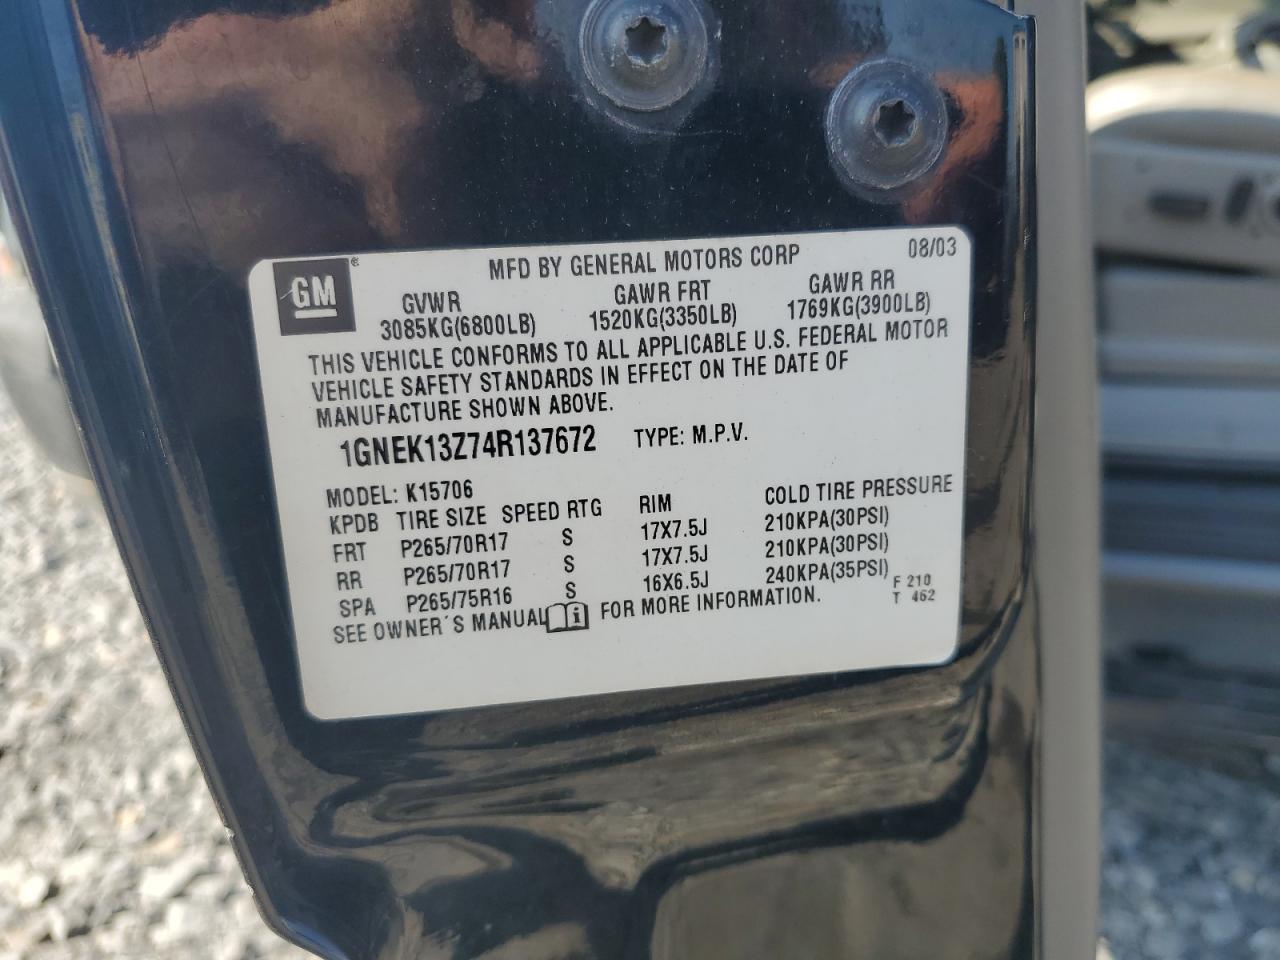 GM ®
MFD BY GENERAL MOTORS CORP 08/03
GVWR GAWR FRT GAWR RR
3085KG(6800LB) 1520KG(3350LB) 1769KG(3900LB)
THIS VEHICLE CONFORMS TO ALL APPLICABLE U.S. FEDERAL MOTOR
VEHICLE SAFETY STANDARDS IN EFFECT ON THE DATE OF
MANUFACTURE SHOWN ABOVE.
1GNEK13Z74R137672 TYPE: M.P.V.
MODEL: K15706
KPDB TIRE SIZE SPEED RTG RIM COLD TIRE PRESSURE
FRT P265/70R17 S 17X7.5J 210KPA(30PSI)
RR P265/70R17 S 17X7.5J 210KPA(30PSI)
SPA P265/75R16 S 16X6.5J 240KPA(35PSI)
SEE OWNER´S MANUAL i FOR MORE INFORMATION.
F 210
T 462